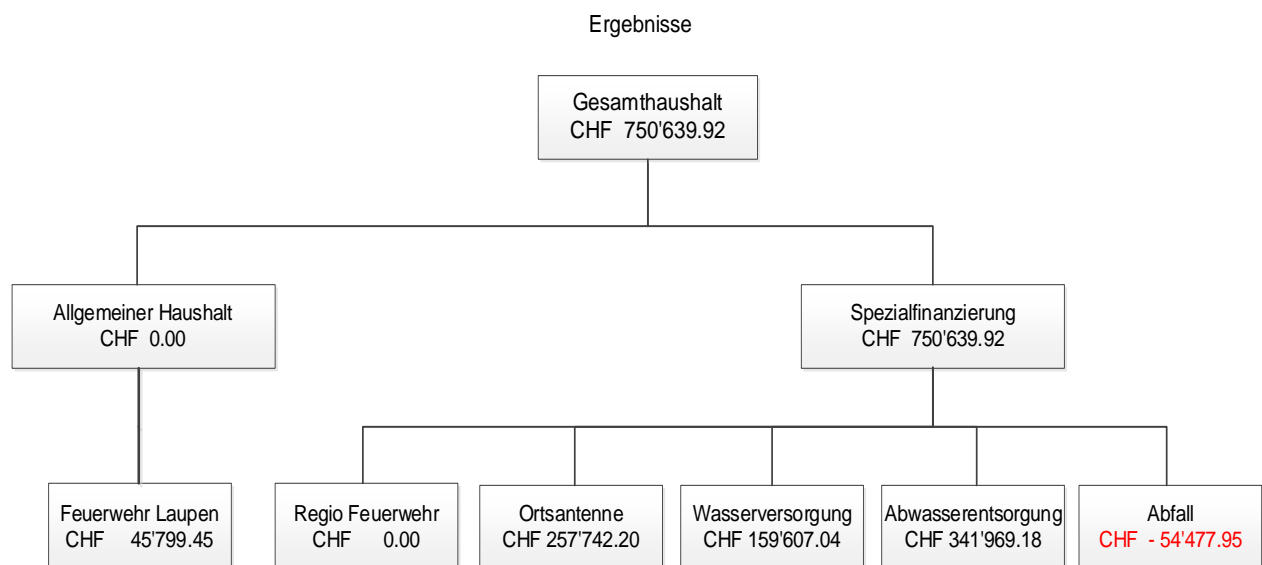 Ergebnisse
Gesamthaushalt
CHF 750'639.92
Allgemeiner Haushalt
CHF 0.00
Spezialfinanzierung
CHF 750'639.92
Feuerwehr Laupen
CHF 45'799.45
Regio Feuerwehr
CHF 0.00
Ortsantenne
CHF 257'742.20
Wasserversorgung
CHF 159'607.04
Abwasserentsorgung
CHF 341'969.18
Abfall
CHF - 54'477.95